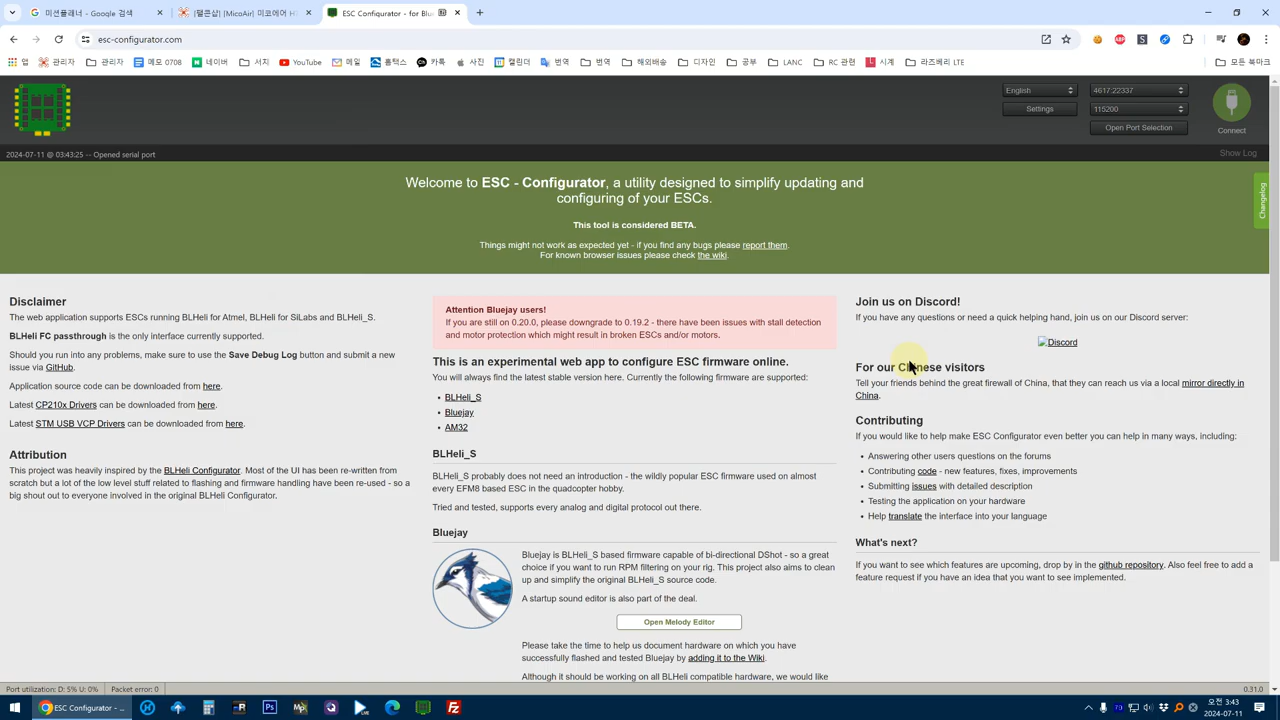 미션플래너 - Google 검색
[팰콘샵] [MicoAir] 미코에어 H
ESC Configurator - for Blu
esc-configurator.com
앱
관리자
관리자
메모 0708
네이버
서지
YouTube
메일
홈텍스
카톡
사진
캘린더
번역
번역
해외배송
디자인
공부
LANC
RC 관련
시계
라즈베리 LTE
모든 북마크
English
Settings
4617:22337
115200
Open Port Selection
Connect
2024-07-11 @ 03:43:25 -- Opened serial port
Show Log
Changelog
Welcome to ESC - Configurator, a utility designed to simplify updating and
configuring of your ESCs.
This tool is considered BETA.
Things might not work as expected yet - if you find any bugs please report them.
For known browser issues please check the wiki.
Disclaimer
The web application supports ESCs running BLHeli for Atmel, BLHeli for SiLabs and BLHeli_S.
BLHeli FC passthrough is the only interface currently supported.
Should you run into any problems, make sure to use the Save Debug Log button and submit a new
issue via GitHub.
Application source code can be downloaded from here.
Latest CP210x Drivers can be downloaded from here.
Latest STM USB VCP Drivers can be downloaded from here.
Attribution
This project was heavily inspired by the BLHeli Configurator. Most of the UI has been re-written from
scratch but a lot of the low level stuff related to flashing and firmware handling have been re-used - so a
big shout out to everyone involved in the original BLHeli Configurator.
Attention Bluejay users!
If you are still on 0.20.0, please downgrade to 0.19.2 - there have been issues with stall detection
and motor protection which might result in broken ESCs and/or motors.
This is an experimental web app to configure ESC firmware online.
You will always find the latest stable version here. Currently the following firmware are supported:
• BLHeli_S
• Bluejay
• AM32
BLHeli_S
BLHeli_S probably does not need an introduction - the wildly popular ESC firmware used on almost
every EFM8 based ESC in the quadcopter hobby.
Tried and tested, supports every analog and digital protocol out there.
Bluejay
Bluejay is BLHeli_S based firmware capable of bi-directional DShot - so a great
choice if you want to run RPM filtering on your rig. This project also aims to clean
up and simplify the original BLHeli_S source code.
A startup sound editor is also part of the deal.
Open Melody Editor
Please take the time to help us document hardware on which you have
successfully flashed and tested Bluejay by adding it to the Wiki.
Although it should be working on all BLHeli compatible hardware, we would like
Join us on Discord!
If you have any questions or need a quick helping hand, join us on our Discord server:
Discord
For our Chinese visitors
Tell your friends behind the great firewall of China, that they can reach us via a local mirror directly in
China.
Contributing
If you would like to help make ESC Configurator even better you can help in many ways, including:
• Answering other users questions on the forums
• Contributing code - new features, fixes, improvements
• Submitting issues with detailed description
• Testing the application on your hardware
• Help translate the interface into your language
What's next?
If you want to see which features are upcoming, drop by in the github repository. Also feel free to add a
feature request if you have an idea that you want to see implemented.
Port utilization: D: 5% U: 0%
Packet error: 0
0.31.0
ESC Configurator - ...
오전 3:43
2024-07-11